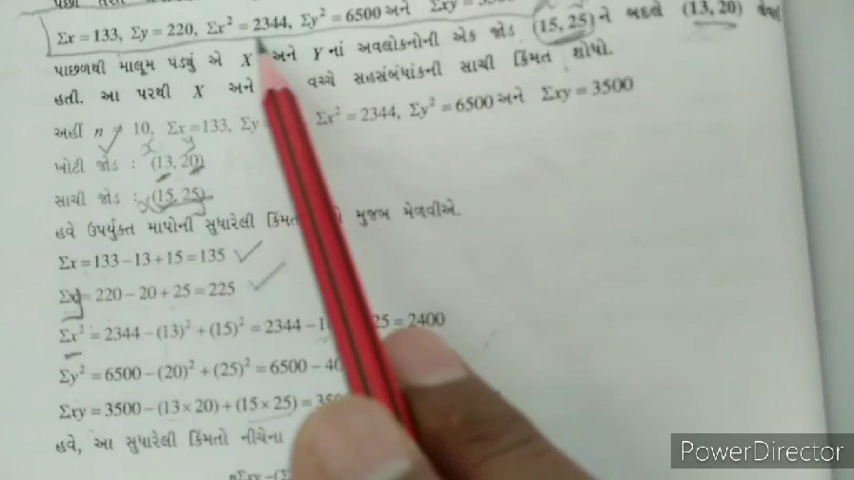 Σx = 133, Σy = 220, Σx² = 2344, Σy² = 6500 અને Σxy
પાછળથી માલૂમ પડ્યું એ X અને Y નાં અવલોકનોની એક જોડ (15, 25) ને બદલે (13, 20)
હતી. આ પરથી X અને વચ્ચે સહસંબંધાંકની સાચી કિંમત શોધો.
અહીં n = 10, Σx = 133, Σy Σx² = 2344, Σy² = 6500 અને Σxy = 3500
x y
ખોટી જોડ : (13, 20)
સાચી જોડ : (15, 25)
હવે ઉપર્યુક્ત માપોની સુધારેલી કિંમત મુજબ મેળવીએ.
Σx = 133 – 13 + 15 = 135
Σy = 220 – 20 + 25 = 225
Σx² = 2344 – (13)² + (15)² = 2344 – 1 25 = 2400
Σy² = 6500 – (20)² + (25)² = 6500 – 40
Σxy = 3500 – (13 × 20) + (15 × 25) = 35
હવે, આ સુધારેલી કિંમતો નીચેના
nΣxy – (Σ
PowerDirector